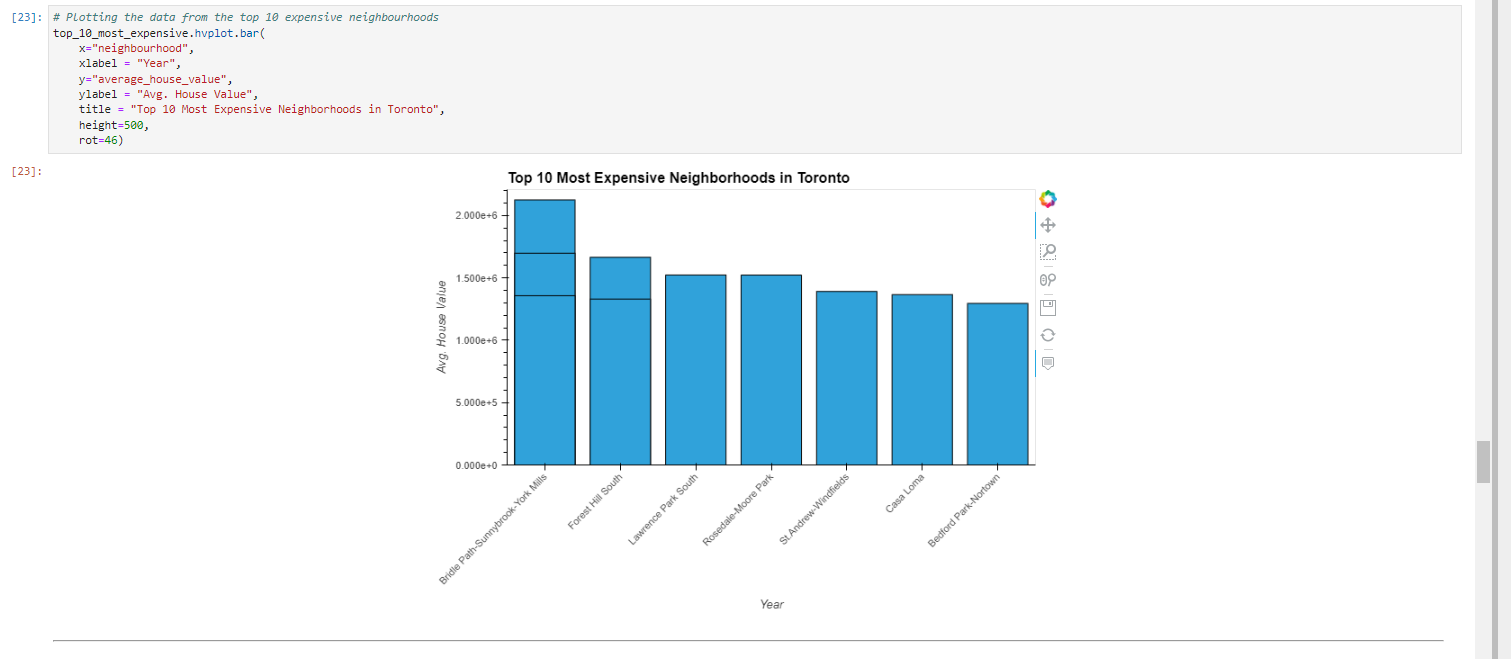 [23]: # Plotting the data from the top 10 expensive neighbourhoods
top_10_most_expensive.hvplot.bar(
x="neighbourhood",
xlabel = "Year",
y="average_house_value",
ylabel = "Avg. House Value",
title = "Top 10 Most Expensive Neighborhoods in Toronto",
height=500,
rot=46)
[23]:
Top 10 Most Expensive Neighborhoods in Toronto
2.000e+6
1.500e+6
1.000e+6
5.000e+5
0.000e+0
Avg. House Value
Bridle Path-Sunnybrook-York Mills
Forest Hill South
Lawrence Park South
Rosedale-Moore Park
St.Andrew-Windfields
Casa Loma
Bedford Park-Nortown
Year